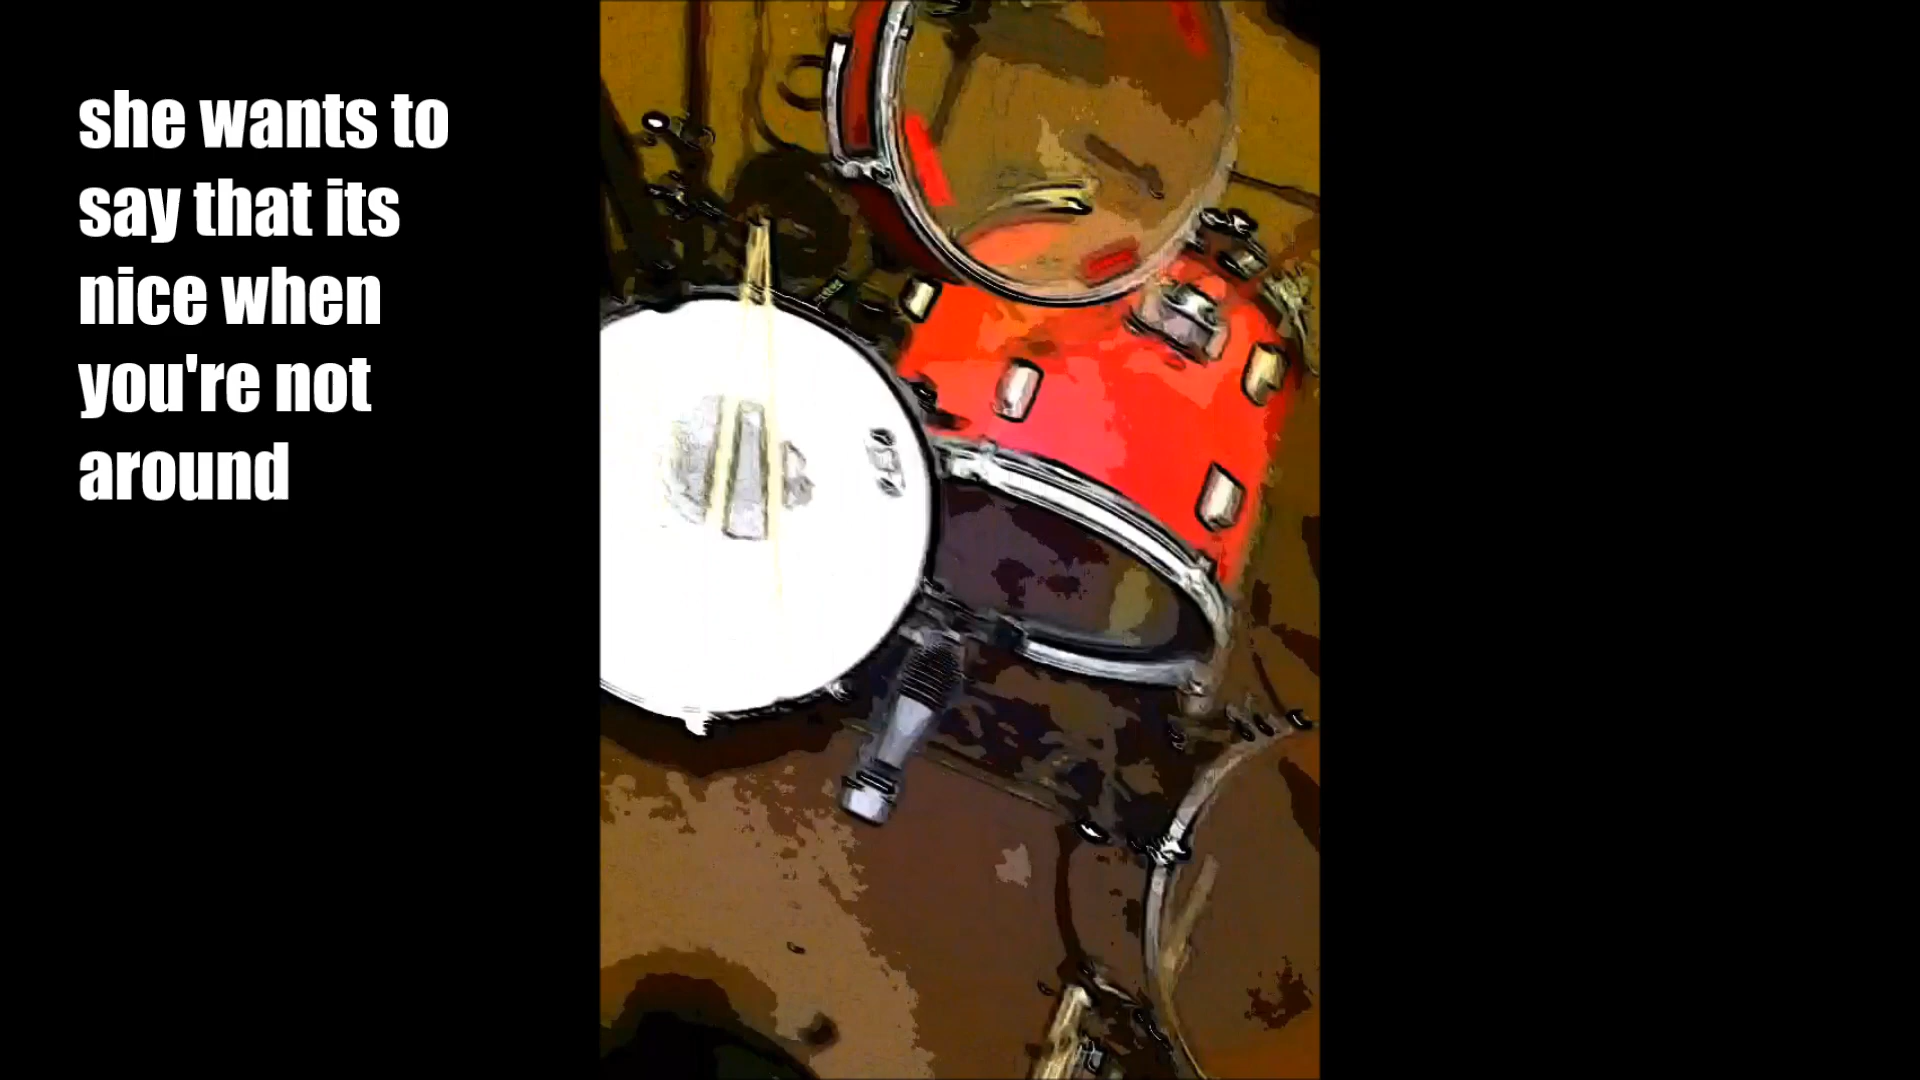 she wants to
say that its
nice when
you're not
around